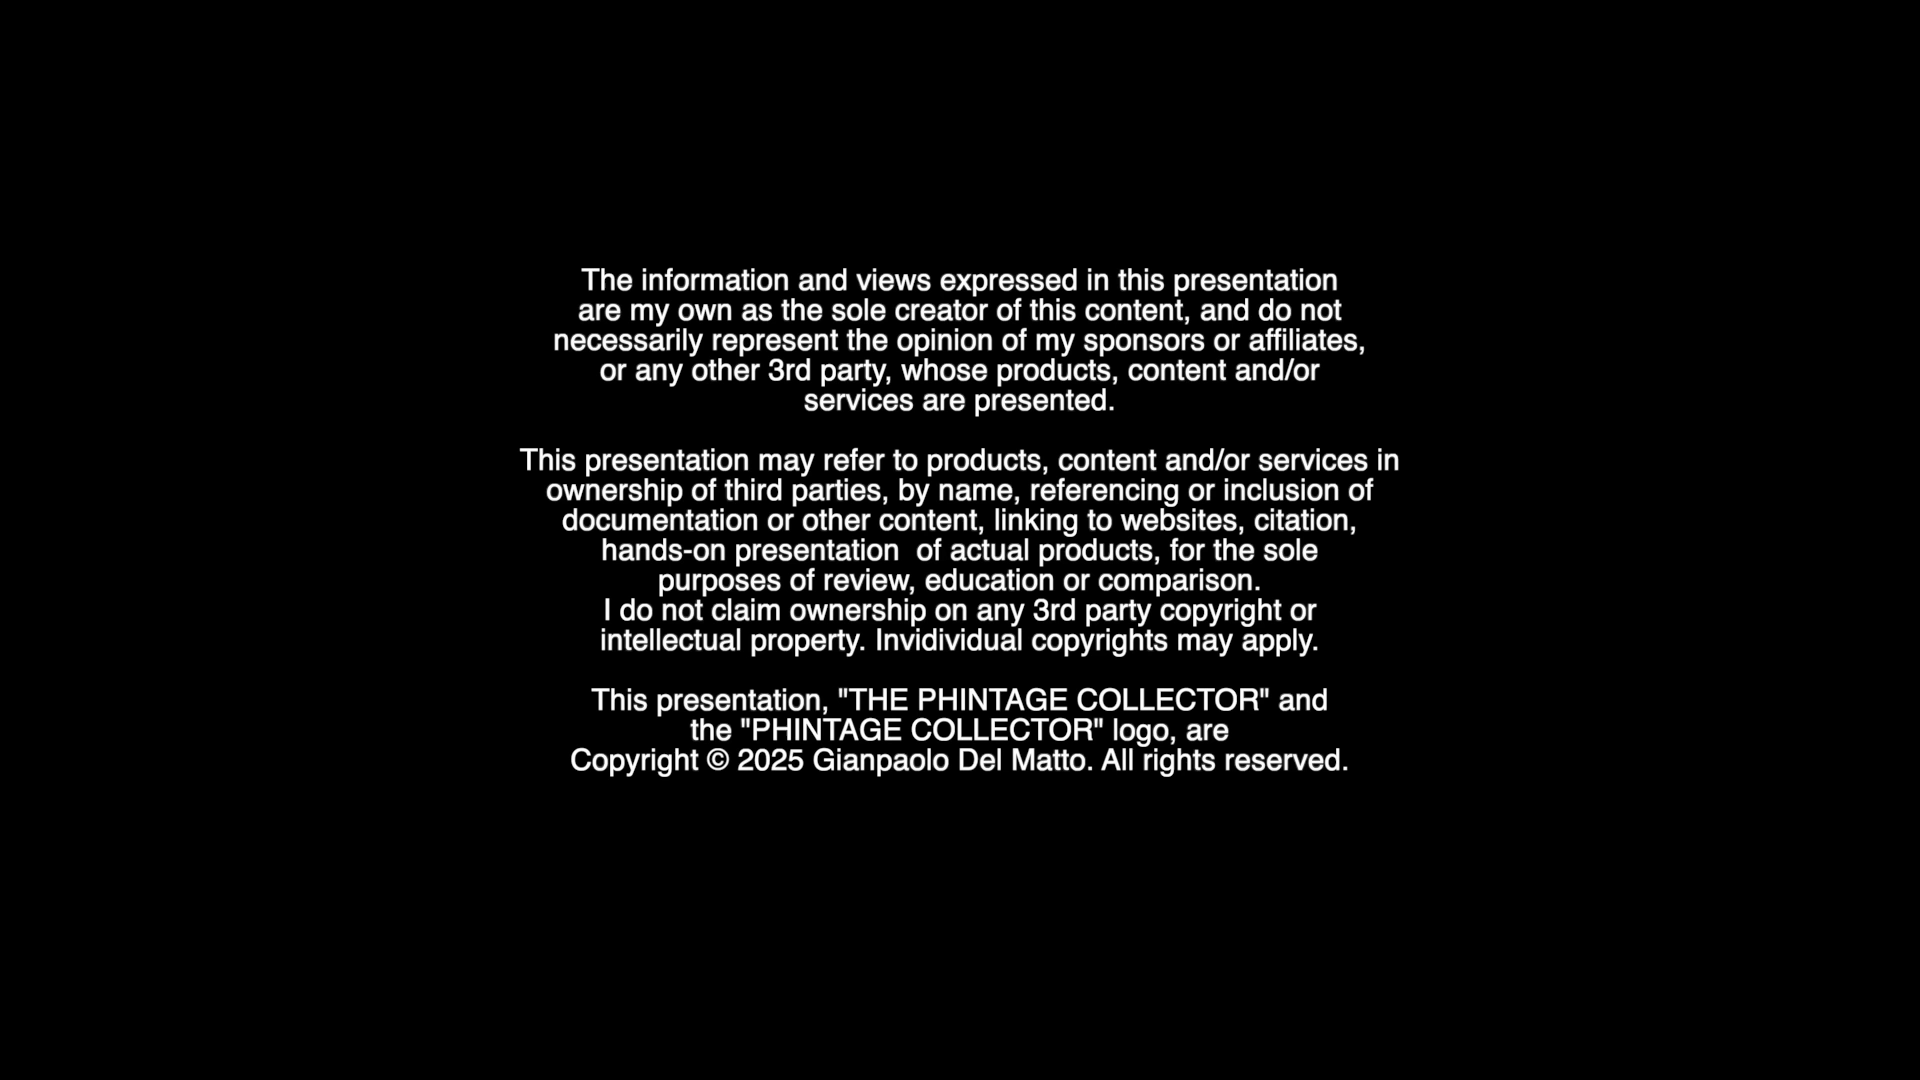 The information and views expressed in this presentation
are my own as the sole creator of this content, and do not
necessarily represent the opinion of my sponsors or affiliates,
or any other 3rd party, whose products, content and/or
services are presented.
This presentation may refer to products, content and/or services in
ownership of third parties, by name, referencing or inclusion of
documentation or other content, linking to websites, citation,
hands-on presentation  of actual products, for the sole
purposes of review, education or comparison.
I do not claim ownership on any 3rd party copyright or
intellectual property. Invidividual copyrights may apply.
This presentation, "THE PHINTAGE COLLECTOR" and
the "PHINTAGE COLLECTOR" logo, are
Copyright © 2025 Gianpaolo Del Matto. All rights reserved.